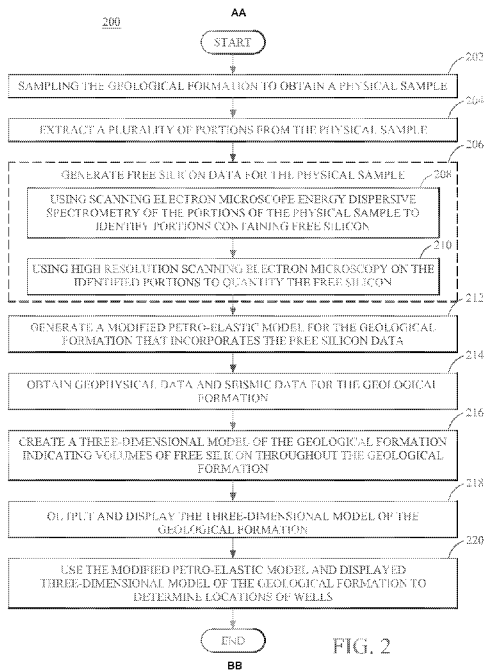 AA
200
START
202
SAMPLING THE GEOLOGICAL FORMATION TO OBTAIN A PHYSICAL SAMPLE
204
EXTRACT A PLURALITY OF PORTIONS FROM THE PHYSICAL SAMPLE
206
GENERATE FREE SILICON DATA FOR THE PHYSICAL SAMPLE
208
USING SCANNING ELECTRON MICROSCOPE ENERGY DISPERSIVE
SPECTROMETRY OF THE PORTIONS OF THE PHYSICAL SAMPLE TO
IDENTIFY PORTIONS CONTAINING FREE SILICON
210
USING HIGH RESOLUTION SCANNING ELECTRON MICROSCOPY ON THE
IDENTIFIED PORTIONS TO QUANTITY THE FREE SILICON
212
GENERATE A MODIFIED PETRO-ELASTIC MODEL FOR THE GEOLOGICAL
FORMATION THAT INCORPORATES THE FREE SILICON DATA
214
OBTAIN GEOPHYSICAL DATA AND SEISMIC DATA FOR THE GEOLOGICAL
FORMATION
216
CREATE A THREE-DIMENSIONAL MODEL OF THE GEOLOGICAL FORMATION
INDICATING VOLUMES OF FREE SILICON THROUGHOUT THE GEOLOGICAL
FORMATION
218
OUTPUT AND DISPLAY THE THREE-DIMENSIONAL MODEL OF THE
GEOLOGICAL FORMATION
220
USE THE MODIFIED PETRO-ELASTIC MODEL AND DISPLAYED
THREE-DIMENSIONAL MODEL OF THE GEOLOGICAL FORMATION TO
DETERMINE LOCATIONS OF WELLS
END
FIG. 2
BB